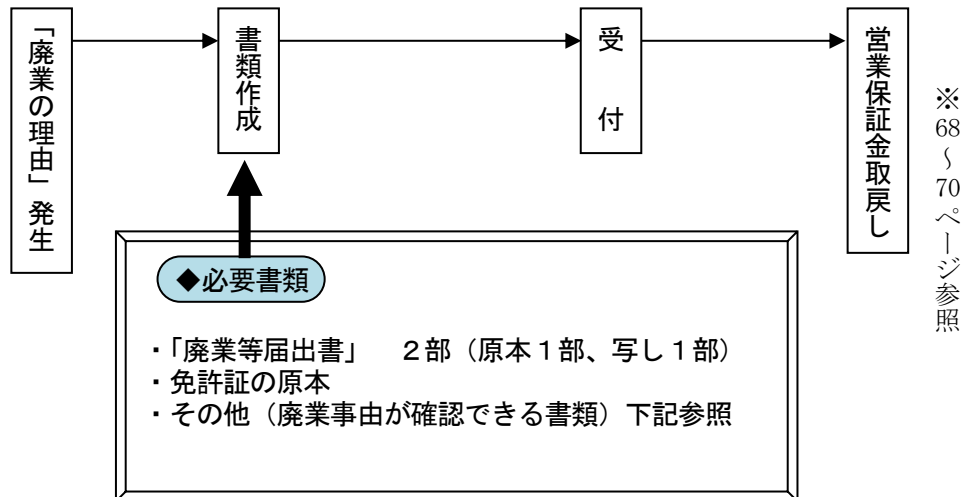 「廃業の理由」発生
書類作成
受　付
営業保証金取戻し
※68～70ページ参照
◆必要書類
・「廃業等届出書」　２部（原本１部、写し１部）
・免許証の原本
・その他（廃業事由が確認できる書類）下記参照